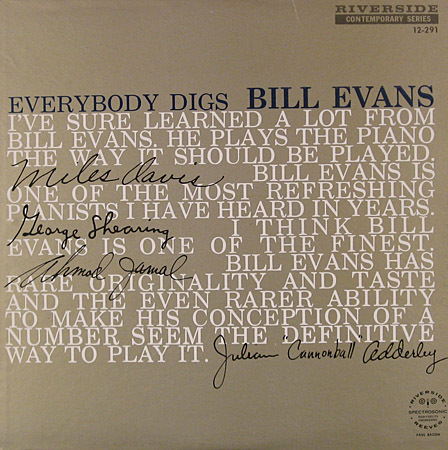 RIVERSIDE
CONTEMPORARY SERIES
12-291
EVERYBODY DIGS BILL EVANS
I'VE SURE LEARNED A LOT FROM
BILL EVANS. HE PLAYS THE PIANO
THE WAY IT SHOULD BE PLAYED.
Miles Davis BILL EVANS IS
ONE OF THE MOST REFRESHING
PIANISTS I HAVE HEARD IN YEARS.
George Shearing I THINK BILL
EVANS IS ONE OF THE FINEST.
Ahmad Jamal BILL EVANS HAS
RARE ORIGINALITY AND TASTE
AND THE EVEN RARER ABILITY
TO MAKE HIS CONCEPTION OF A
NUMBER SEEM THE DEFINITIVE
WAY TO PLAY IT. Julian "Cannonball" Adderley
RIVERSIDE
SPECTROSONIC
HIGH FIDELITY
ENGINEERING
REEVES